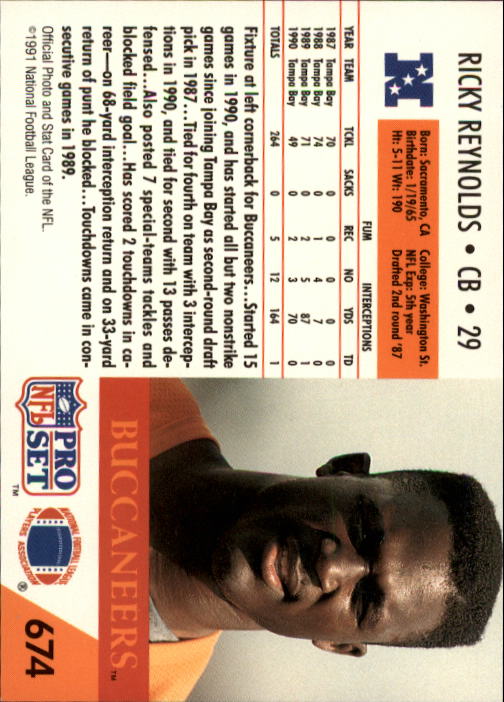 RICKY REYNOLDS • CB • 29
Born: Sacramento, CA
Birthdate: 1/19/65
Ht: 5-11 Wt: 190
College: Washington St.
NFL Exp: 5th year
Drafted 2nd round '87
FUM INTERCEPTIONS
YEAR TEAM TCKL SACKS REC NO YDS TD
1987 Tampa Bay 70 0 0 0 0 0
1988 Tampa Bay 74 0 1 4 7 0
1989 Tampa Bay 71 0 2 5 87 1
1990 Tampa Bay 49 0 2 3 70 0
TOTALS 264 0 5 12 164 1
Fixture at left cornerback for Buccaneers...Started 15
games in 1990, and has started all but two nonstrike
games since joining Tampa Bay as second-round draft
pick in 1987...Tied for fourth on team with 3 intercep-
tions in 1990, and tied for second with 13 passes de-
fensed...Also posted 7 special-teams tackles and
blocked field goal...Has scored 2 touchdowns in ca-
reer—on 68-yard interception return and on 33-yard
return of punt he blocked...Touchdowns came in con-
secutive games in 1989.
Official Photo and Stat Card of the NFL.
©1991 National Football League.
BUCCANEERS™
PRO
NFL SET™
NATIONAL FOOTBALL LEAGUE
PLAYERS ASSOCIATION®
674